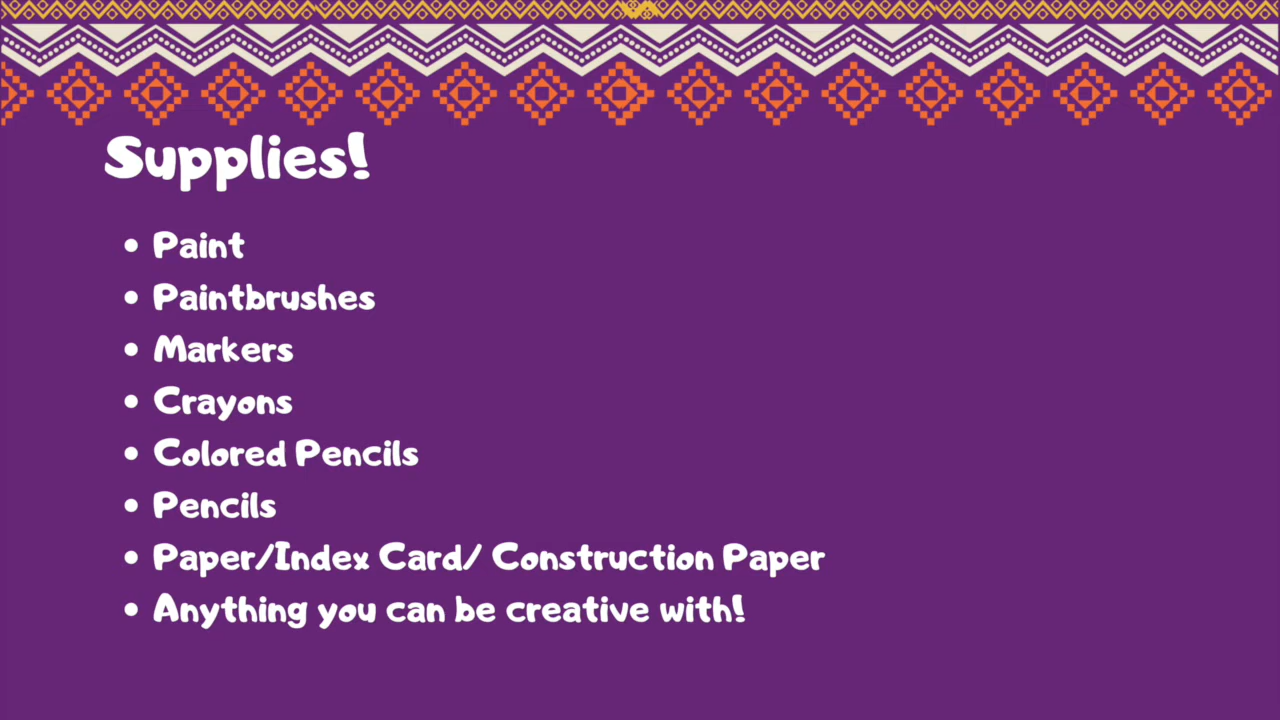 Supplies!
• Paint
• Paintbrushes
• Markers
• Crayons
• Colored Pencils
• Pencils
• Paper/Index Card/ Construction Paper
• Anything you can be creative with!